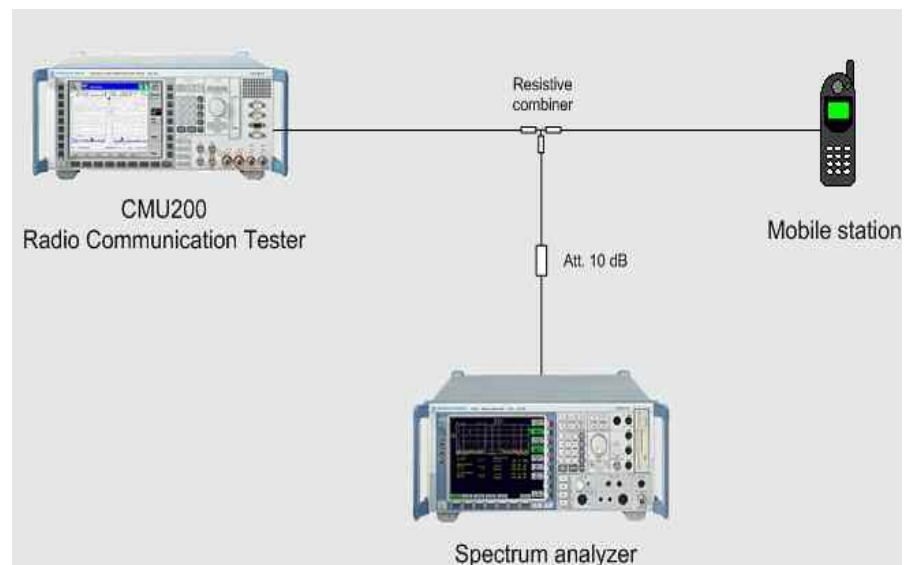 Resistive
combiner
CMU200
Radio Communication Tester
Mobile station
Att. 10 dB
Spectrum analyzer